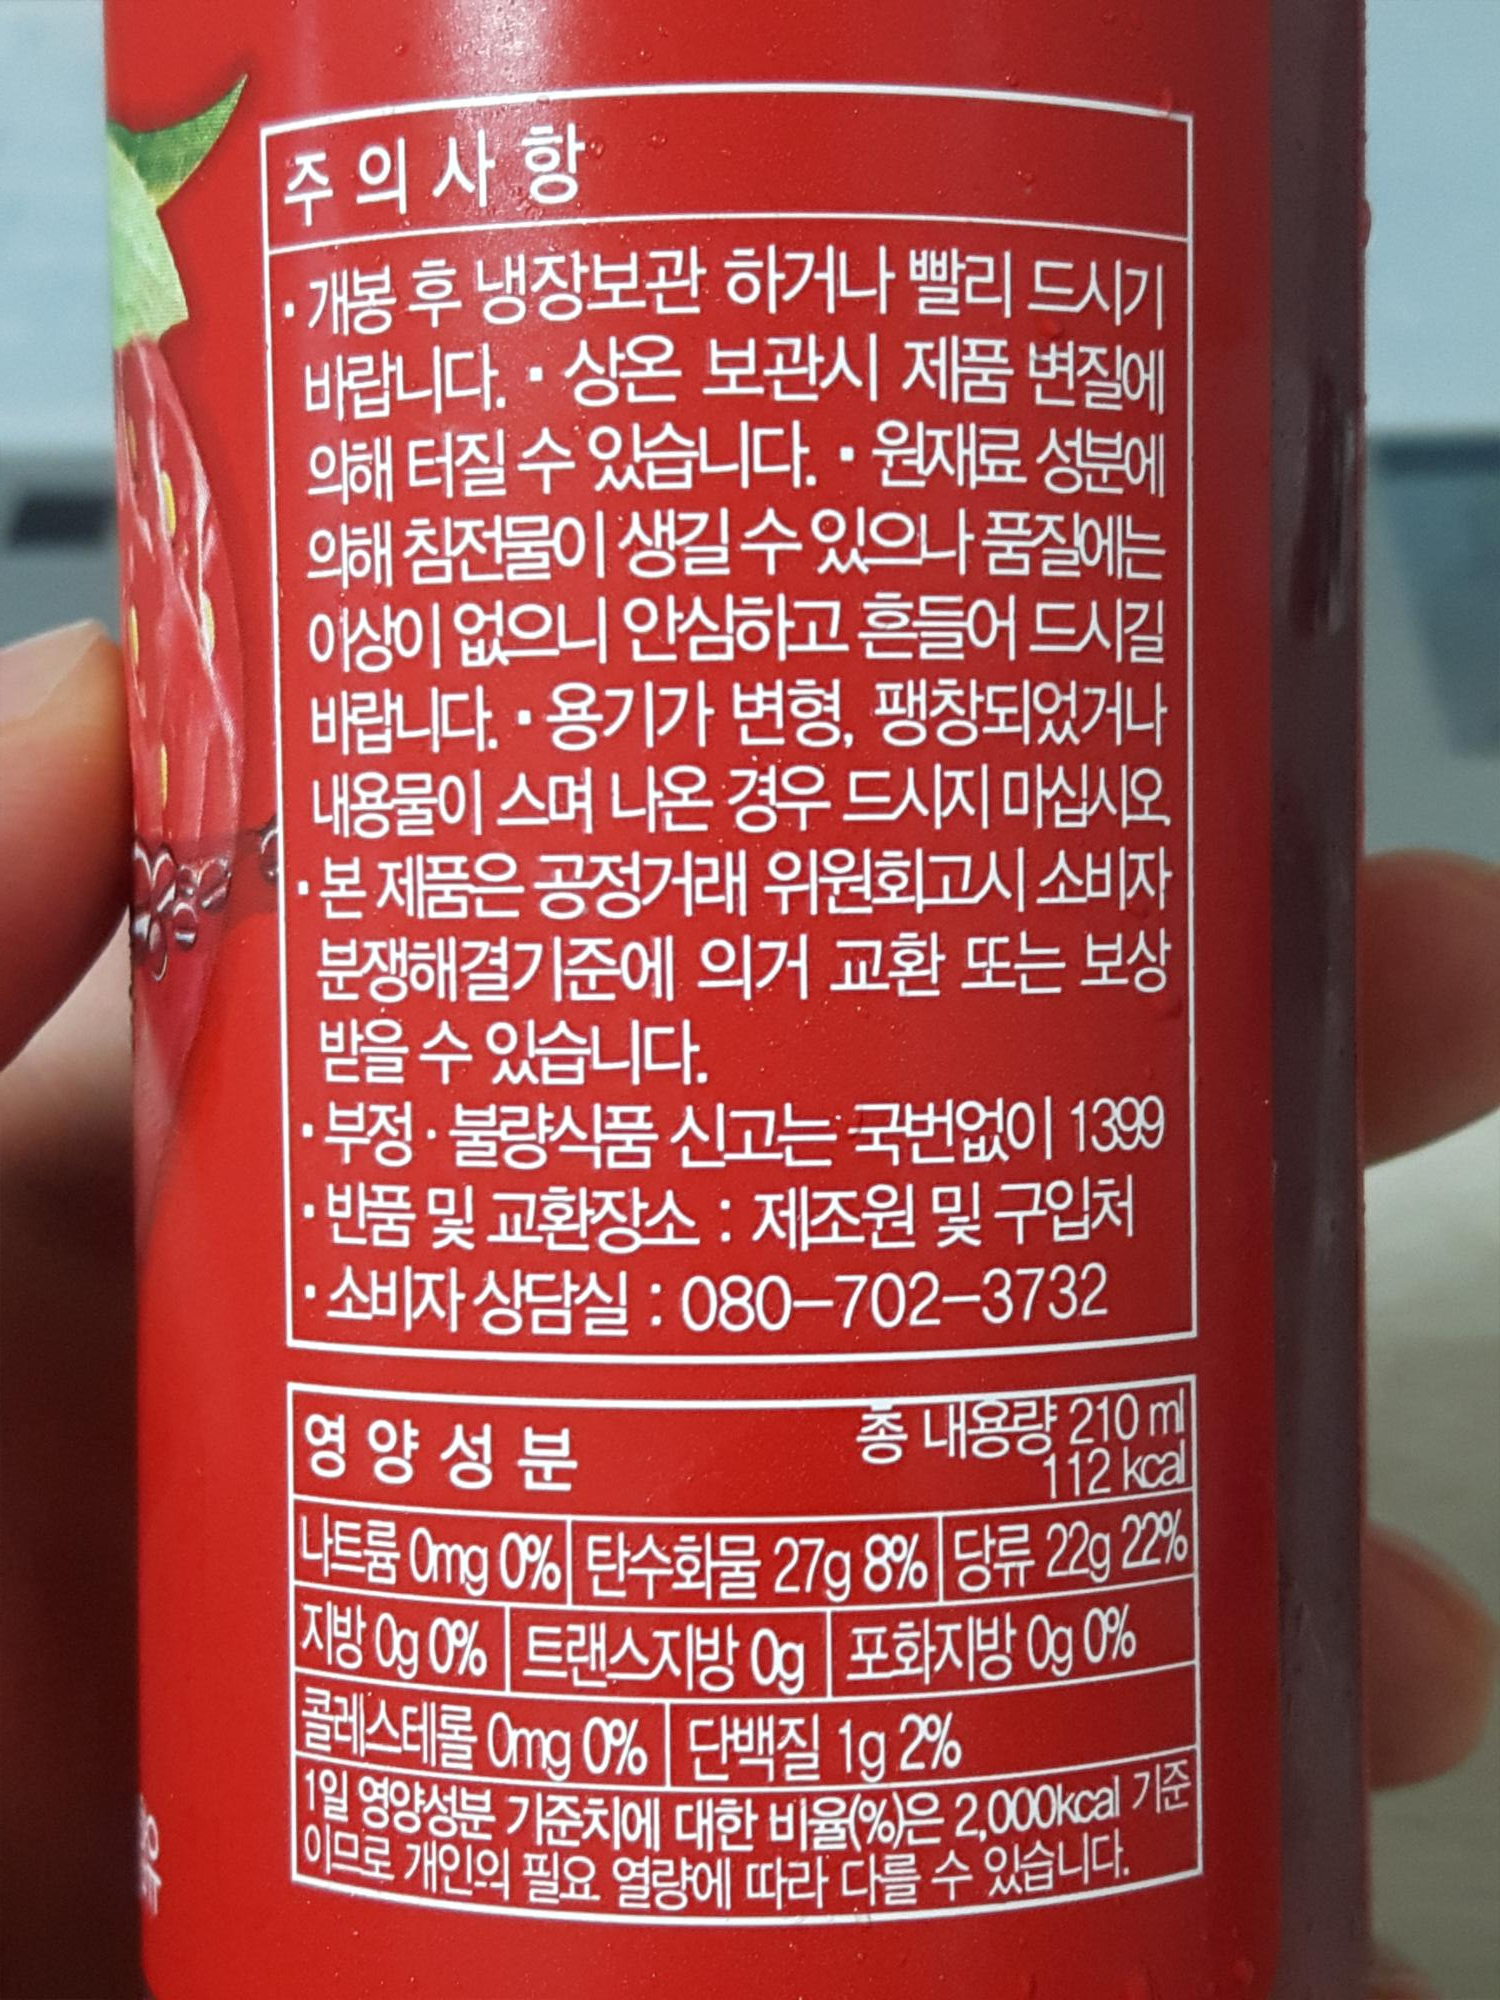 주의사항
· 개봉 후 냉장보관 하거나 빨리 드시기
바랍니다. · 상온 보관시 제품 변질에
의해 터질 수 있습니다. · 원재료 성분에
의해 침전물이 생길 수 있으나 품질에는
이상이 없으니 안심하고 흔들어 드시길
바랍니다. · 용기가 변형, 팽창되었거나
내용물이 스며 나온 경우 드시지 마십시오.
· 본 제품은 공정거래 위원회고시 소비자
분쟁해결기준에 의거 교환 또는 보상
받을 수 있습니다.
· 부정 · 불량식품 신고는 국번없이 1399
· 반품 및 교환장소 : 제조원 및 구입처
· 소비자 상담실 : 080-702-3732
영양성분 총 내용량 210 ml
112 kcal
나트륨 0mg 0% 탄수화물 27g 8% 당류 22g 22%
지방 0g 0% 트랜스지방 0g 포화지방 0g 0%
콜레스테롤 0mg 0% 단백질 1g 2%
1일 영양성분 기준치에 대한 비율(%)은 2,000kcal 기준
이므로 개인의 필요 열량에 따라 다를 수 있습니다.